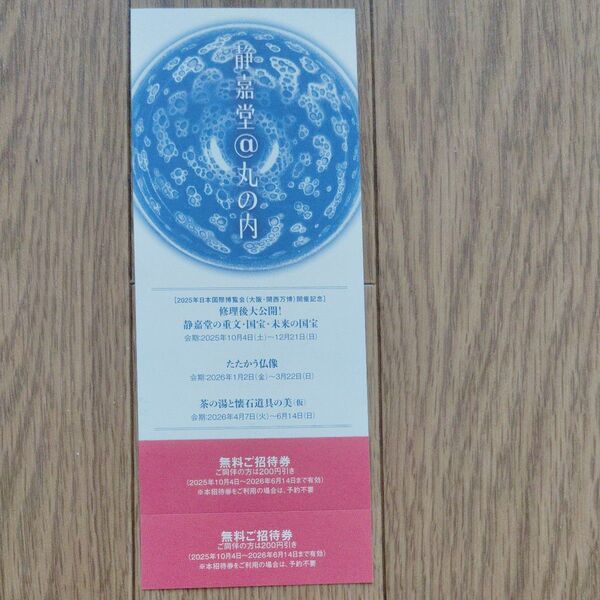 静嘉堂@丸の内
[2025年日本国際博覧会(大阪・関西万博)開催記念]
修理後大公開!
静嘉堂の重文・国宝・未来の国宝
会期:2025年10月4日(土)〜12月21日(日)
たたかう仏像
会期:2026年1月2日(金)〜3月22日(日)
茶の湯と懐石道具の美(仮)
会期:2026年4月7日(火)〜6月14日(日)
無料ご招待券
ご同伴の方は200円引き
(2025年10月4日〜2026年6月14日まで有効)
※本招待券をご利用の場合は、予約不要
無料ご招待券
ご同伴の方は200円引き
(2025年10月4日〜2026年6月14日まで有効)
※本招待券をご利用の場合は、予約不要